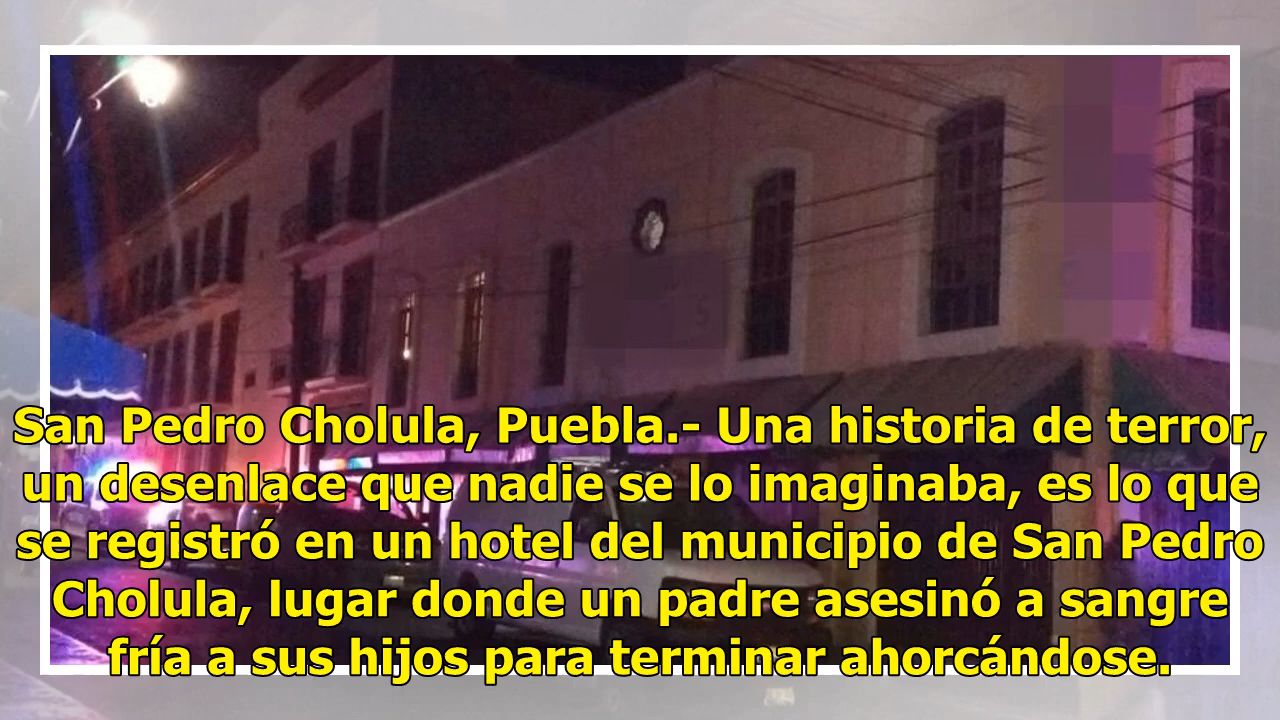 San Pedro Cholula, Puebla.- Una historia de terror,
un desenlace que nadie se lo imaginaba, es lo que
se registró en un hotel del municipio de San Pedro
Cholula, lugar donde un padre asesinó a sangre
fría a sus hijos para terminar ahorcándose.